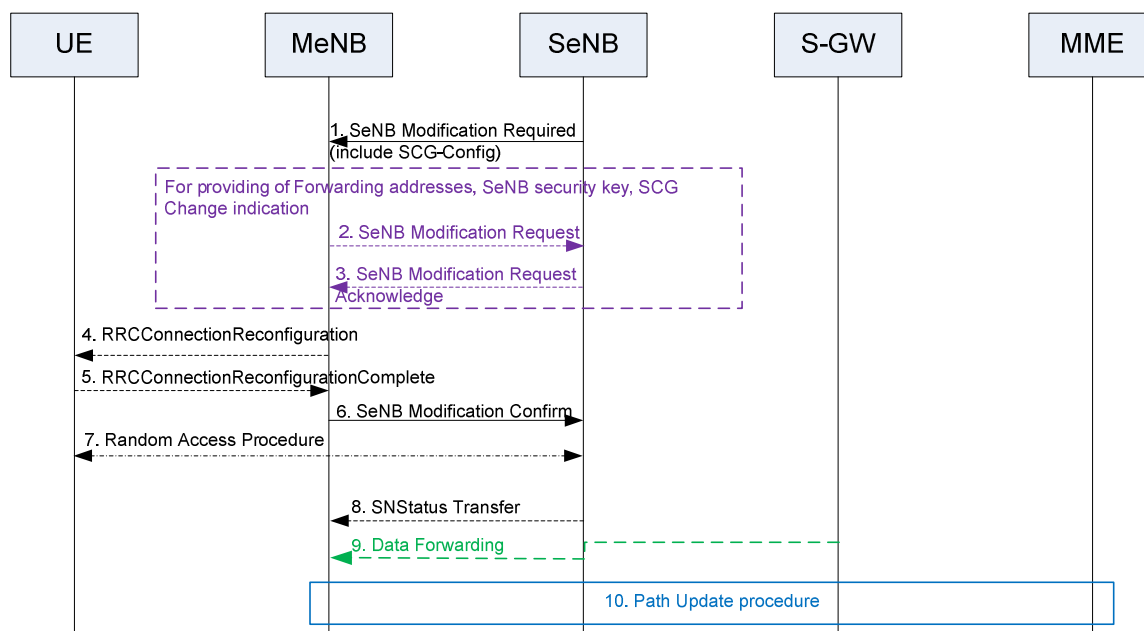 UE
MeNB
SeNB
S-GW
MME
1. SeNB Modification Required
(include SCG-Config)
For providing of Forwarding addresses, SeNB security key, SCG
Change indication
2. SeNB Modification Request
3. SeNB Modification Request
Acknowledge
4. RRCConnectionReconfiguration
5. RRCConnectionReconfigurationComplete
6. SeNB Modification Confirm
7. Random Access Procedure
8. SNStatus Transfer
9. Data Forwarding
10. Path Update procedure